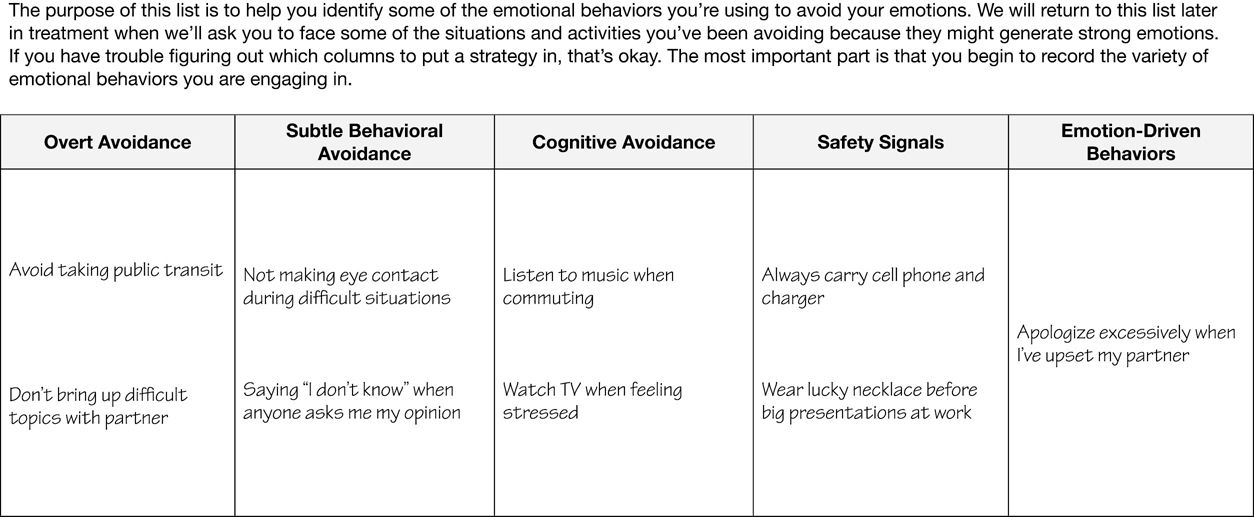 The purpose of this list is to help you identify some of the emotional behaviors you’re using to avoid your emotions. We will return to this list later
in treatment when we’ll ask you to face some of the situations and activities you’ve been avoiding because they might generate strong emotions.
If you have trouble figuring out which columns to put a strategy in, that’s okay. The most important part is that you begin to record the variety of
emotional behaviors you are engaging in.
Overt Avoidance
Subtle Behavioral
Avoidance
Cognitive Avoidance
Safety Signals
Emotion-Driven
Behaviors
Avoid taking public transit
Not making eye contact
during difficult situations
Listen to music when
commuting
Always carry cell phone and
charger
Apologize excessively when
I’ve upset my partner
Don’t bring up difficult
topics with partner
Saying “I don’t know” when
anyone asks me my opinion
Watch TV when feeling
stressed
Wear lucky necklace before
big presentations at work